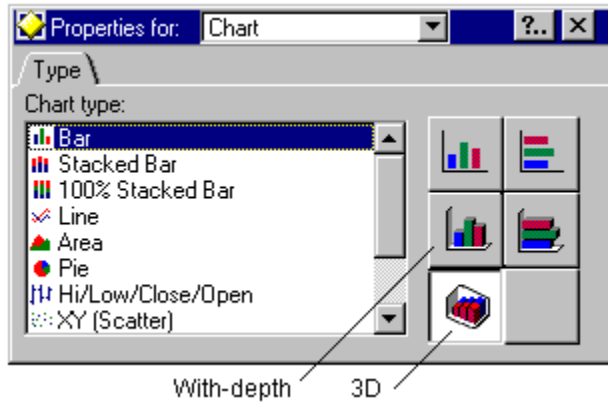 Properties for: Chart ?..
Type
Chart type:
Bar
Stacked Bar
100% Stacked Bar
Line
Area
Pie
Hi/Low/Close/Open
XY (Scatter)
With-depth 3D